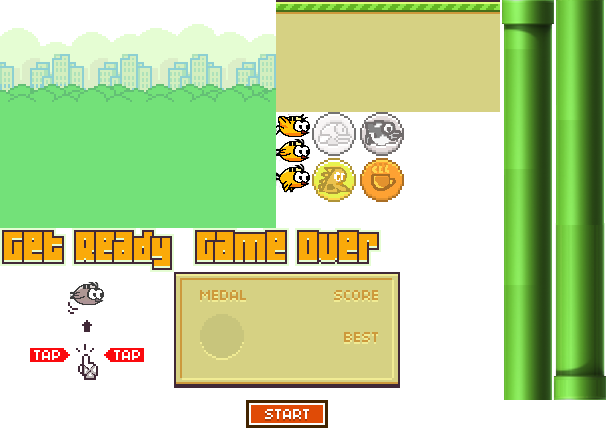 Get Ready
Game Over
MEDAL
SCORE
BEST
TAP
TAP
START